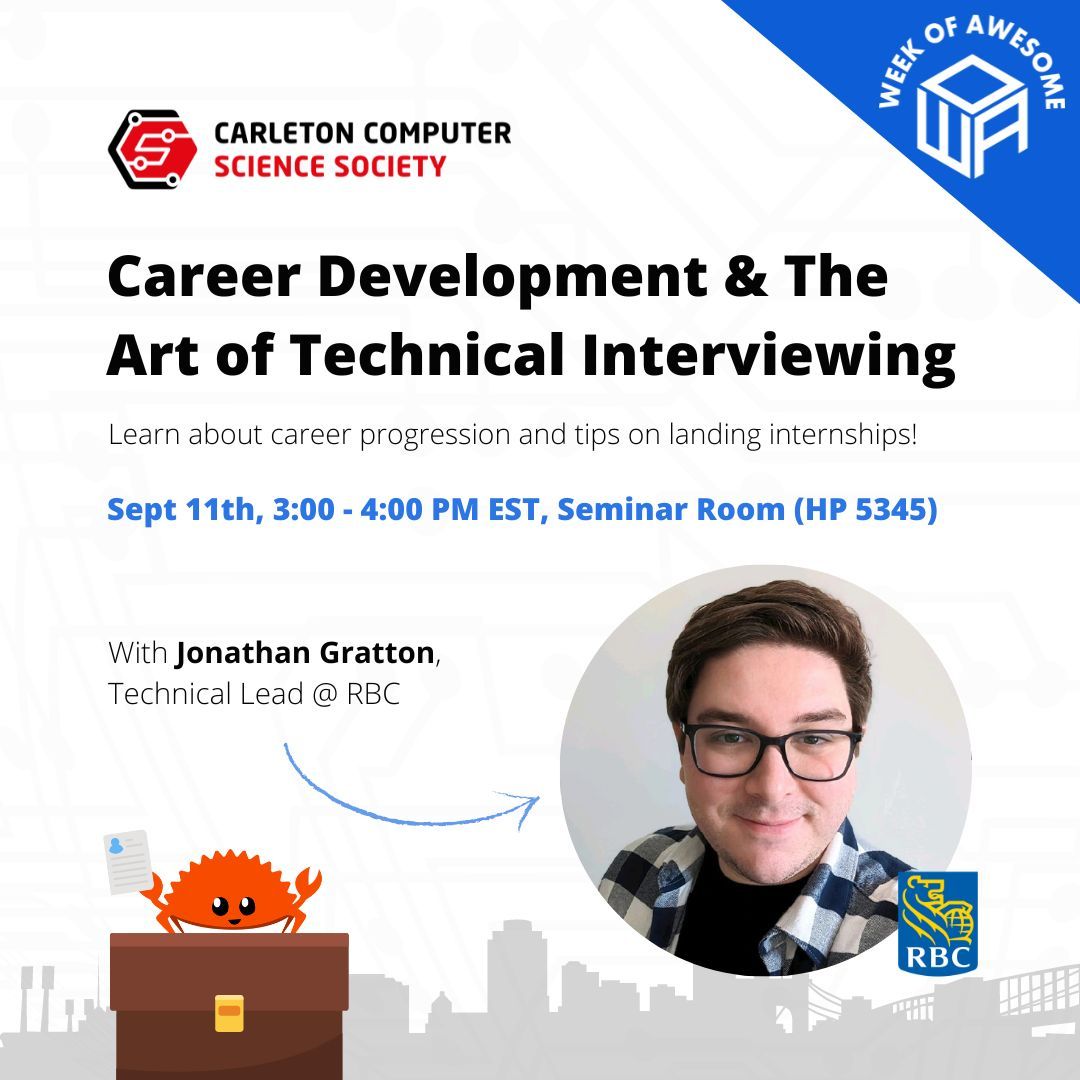 WEEK OF AWESOME
WA
CARLETON COMPUTER
SCIENCE SOCIETY
Career Development & The
Art of Technical Interviewing
Learn about career progression and tips on landing internships!
Sept 11th, 3:00 - 4:00 PM EST, Seminar Room (HP 5345)
With Jonathan Gratton,
Technical Lead @ RBC
RBC